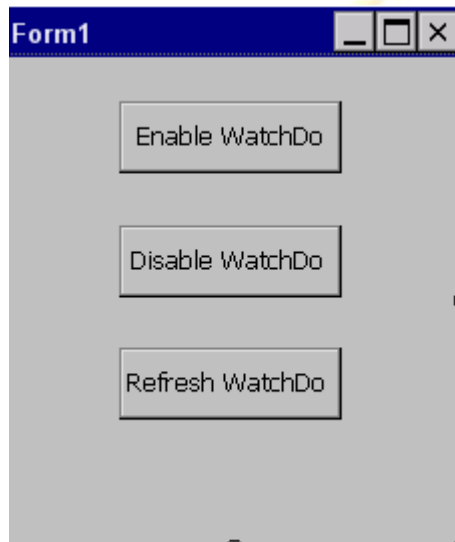 Form1
Enable WatchDo
Disable WatchDo
Refresh WatchDo